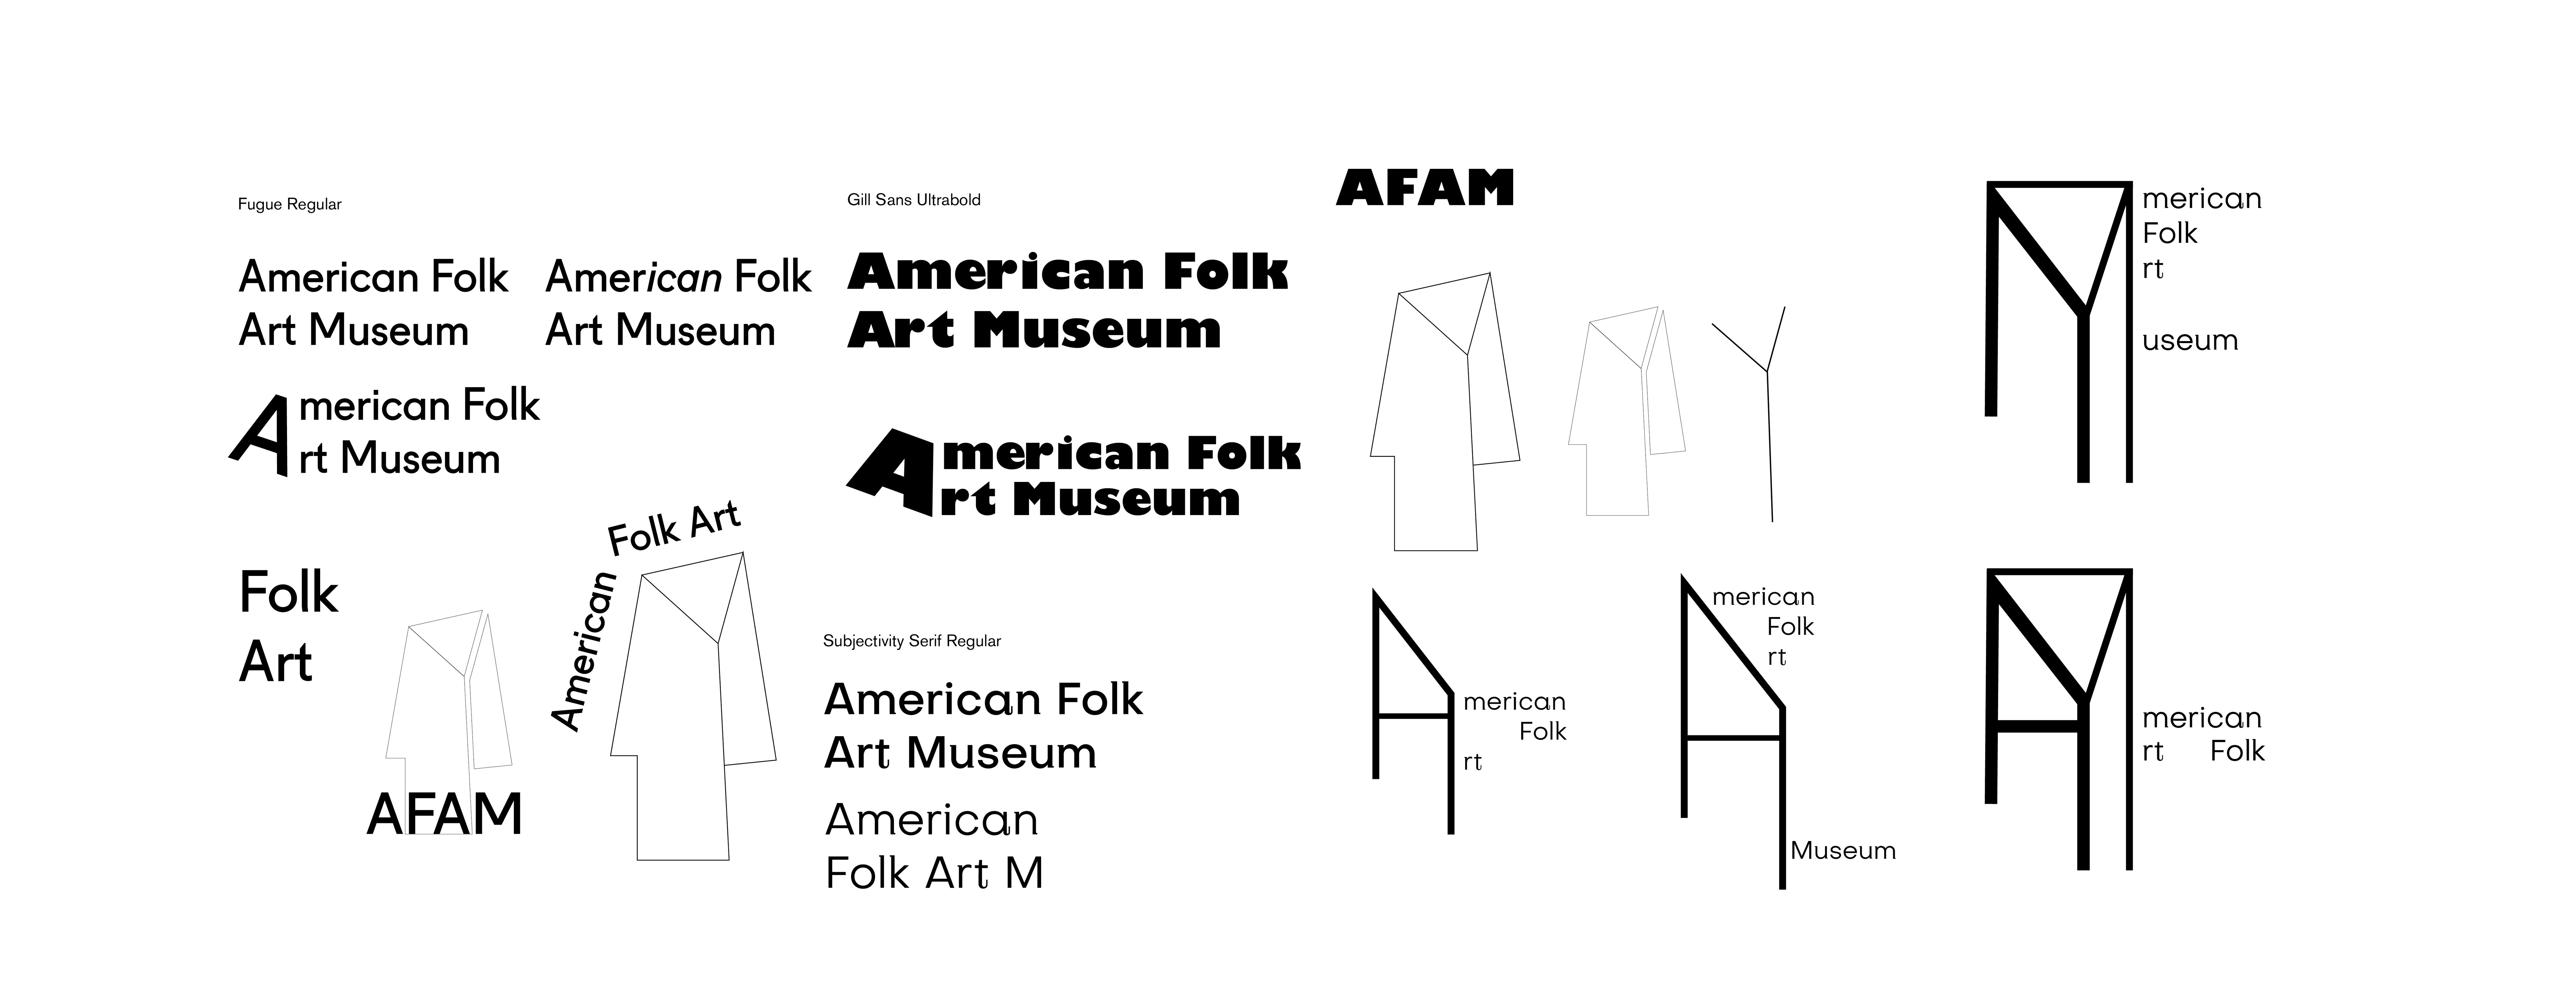 Fugue Regular
American Folk
Art Museum
American Folk
Art Museum
American Folk
rt Museum
Folk
Art
AFAM
American
Folk Art
Gill Sans Ultrabold
American Folk
Art Museum
American Folk
rt Museum
Subjectivity Serif Regular
American Folk
Art Museum
American
Folk Art M
AFAM
merican
Folk
rt
merican
Folk
rt
Museum
merican
Folk
rt
useum
merican
rt Folk